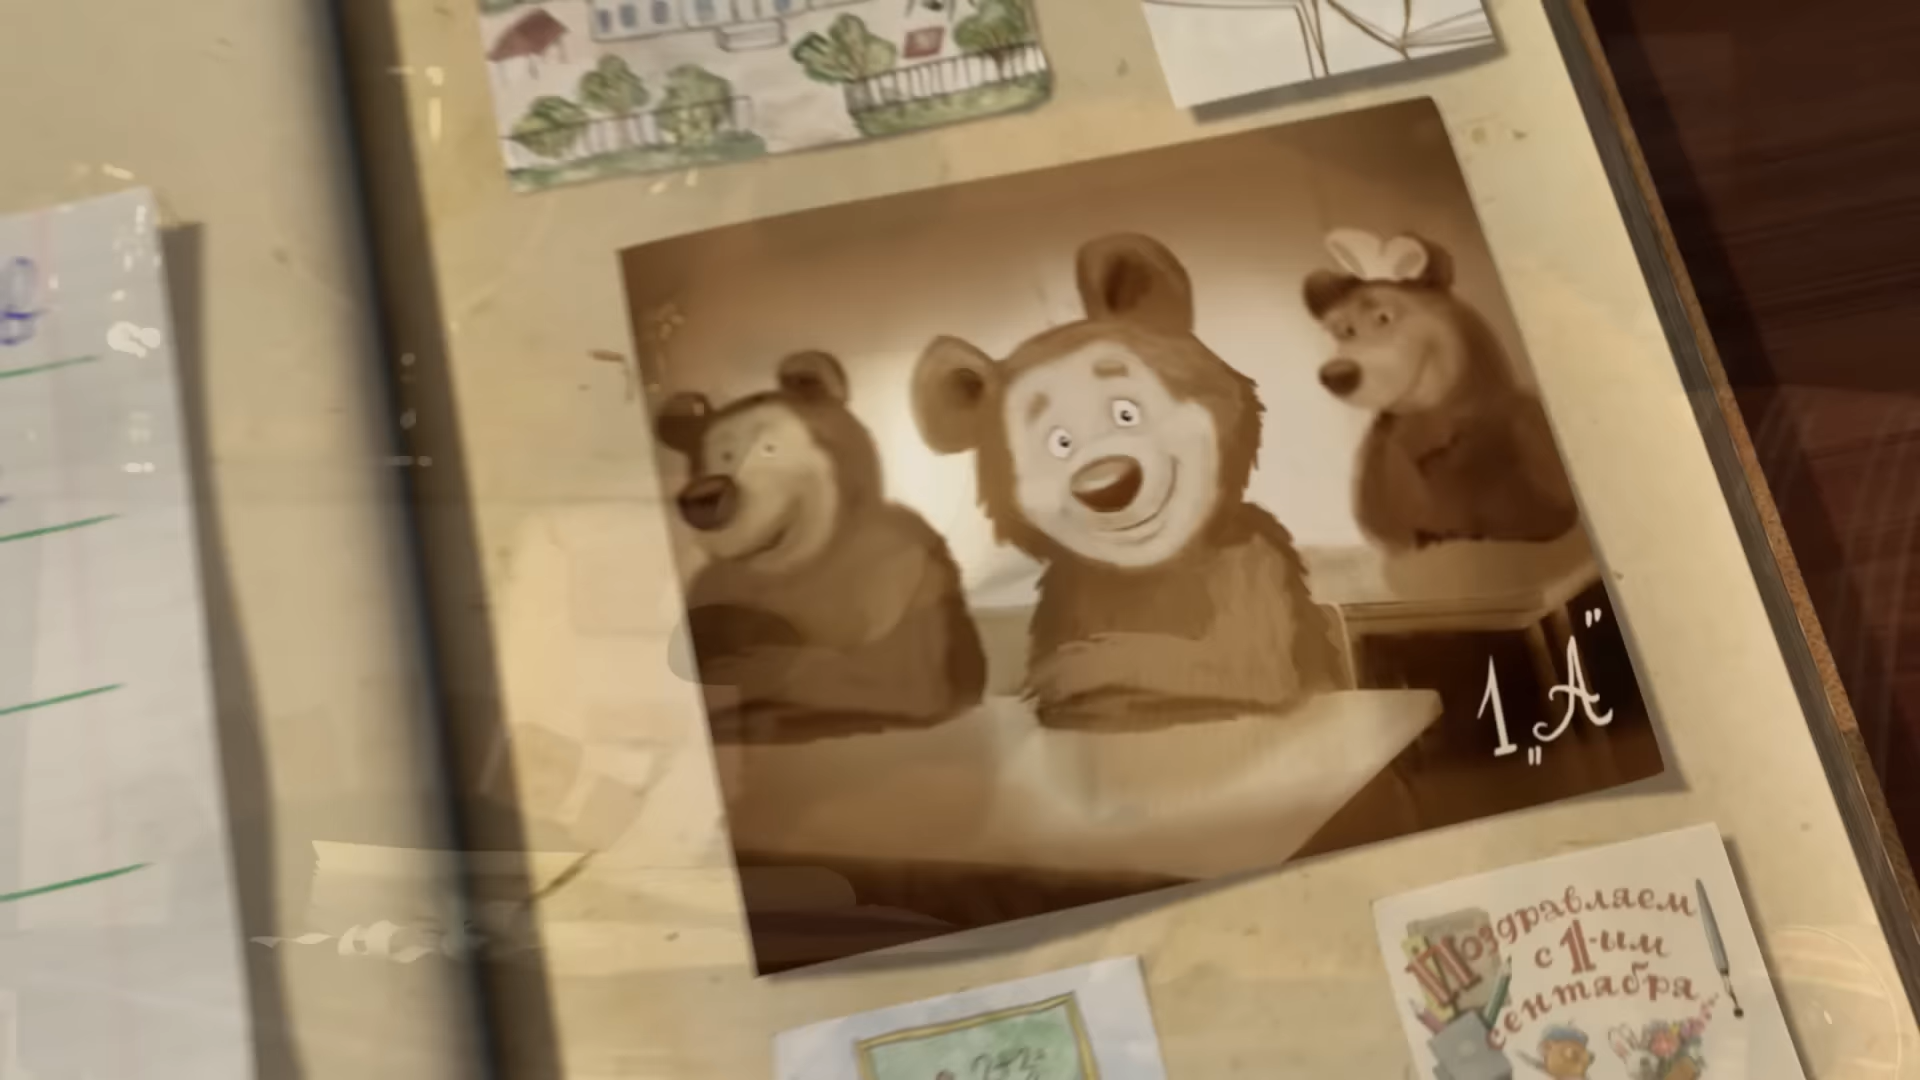 1 „А"
Поздравляем
с 1-ым
сентября